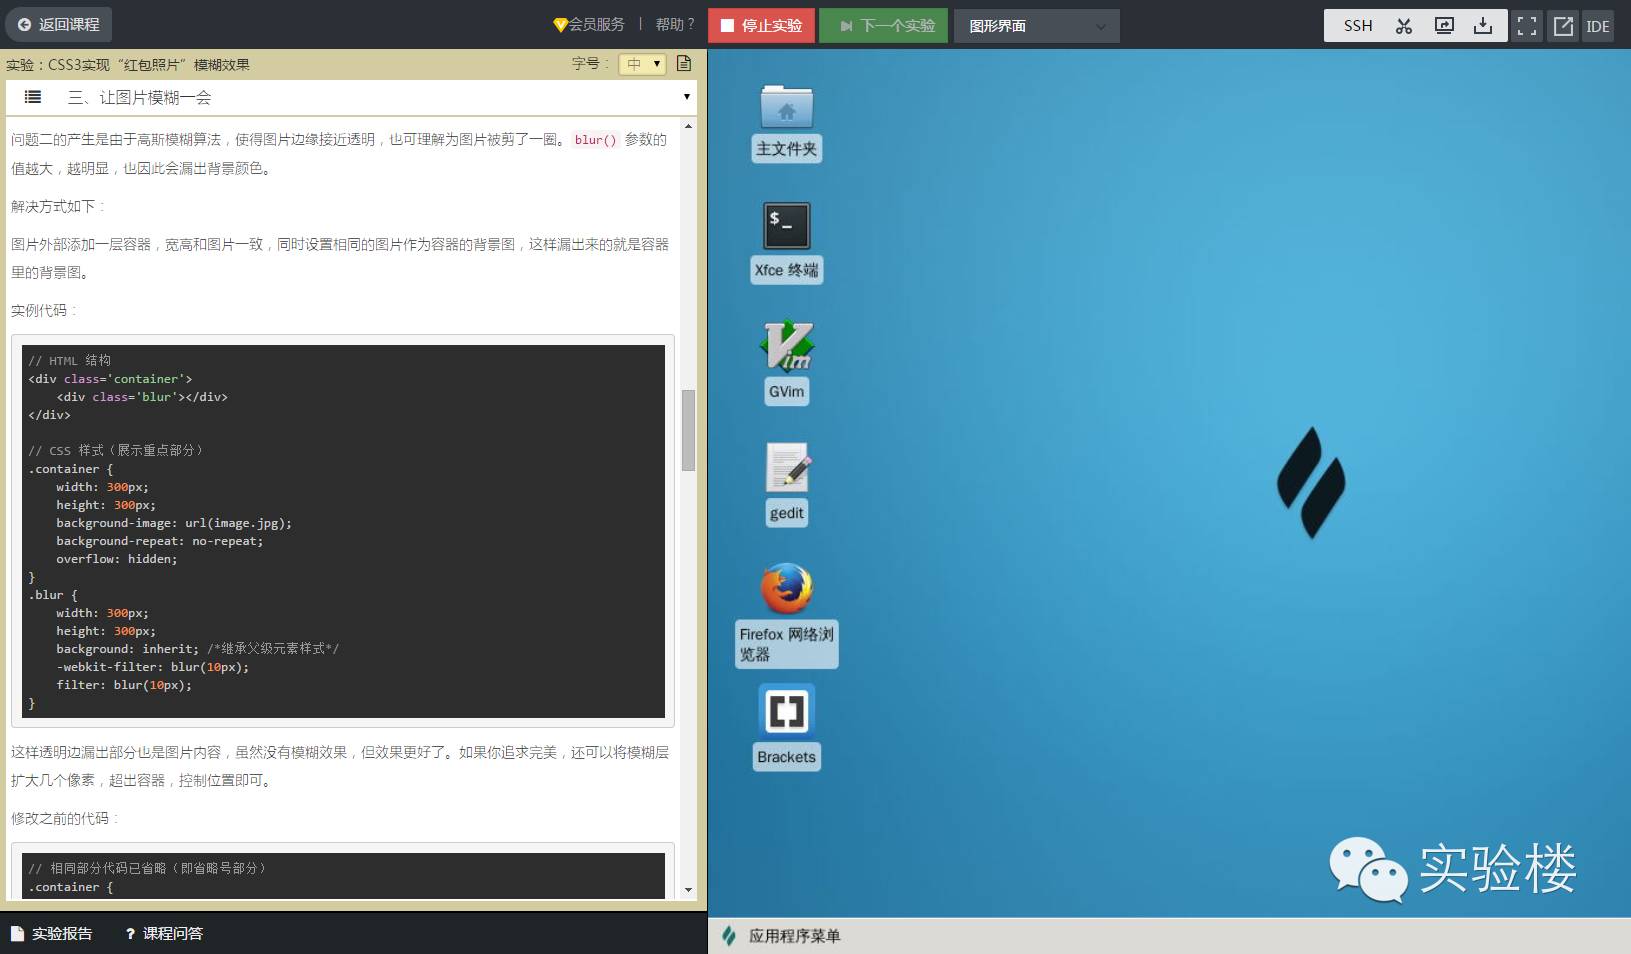 返回课程
会员服务 | 帮助?
停止实验
下一个实验
图形界面
SSH
IDE
实验：CSS3实现“红包照片”模糊效果
字号：
中
三、让图片模糊一会
问题二的产生是由于高斯模糊算法，使得图片边缘接近透明，也可理解为图片被剪了一圈。 blur() 参数的
值越大，越明显，也因此会漏出背景颜色。
解决方式如下：
图片外部添加一层容器，宽高和图片一致，同时设置相同的图片作为容器的背景图，这样漏出来的就是容器
里的背景图。
实例代码：
// HTML 结构
<div class='container'>
    <div class='blur'></div>
</div>
// CSS 样式（展示重点部分）
.container {
    width: 300px;
    height: 300px;
    background-image: url(image.jpg);
    background-repeat: no-repeat;
    overflow: hidden;
}
.blur {
    width: 300px;
    height: 300px;
    background: inherit; /*继承父级元素样式*/
    -webkit-filter: blur(10px);
    filter: blur(10px);
}
这样透明边漏出部分也是图片内容，虽然没有模糊效果，但效果更好了。如果你追求完美，还可以将模糊层
扩大几个像素，超出容器，控制位置即可。
修改之前的代码：
// 相同部分代码已省略（即省略号部分）
.container {
实验报告
? 课程问答
主文件夹
$_
Xfce 终端
Vim
GVim
gedit
Firefox 网络浏
览器
Brackets
实验楼
应用程序菜单